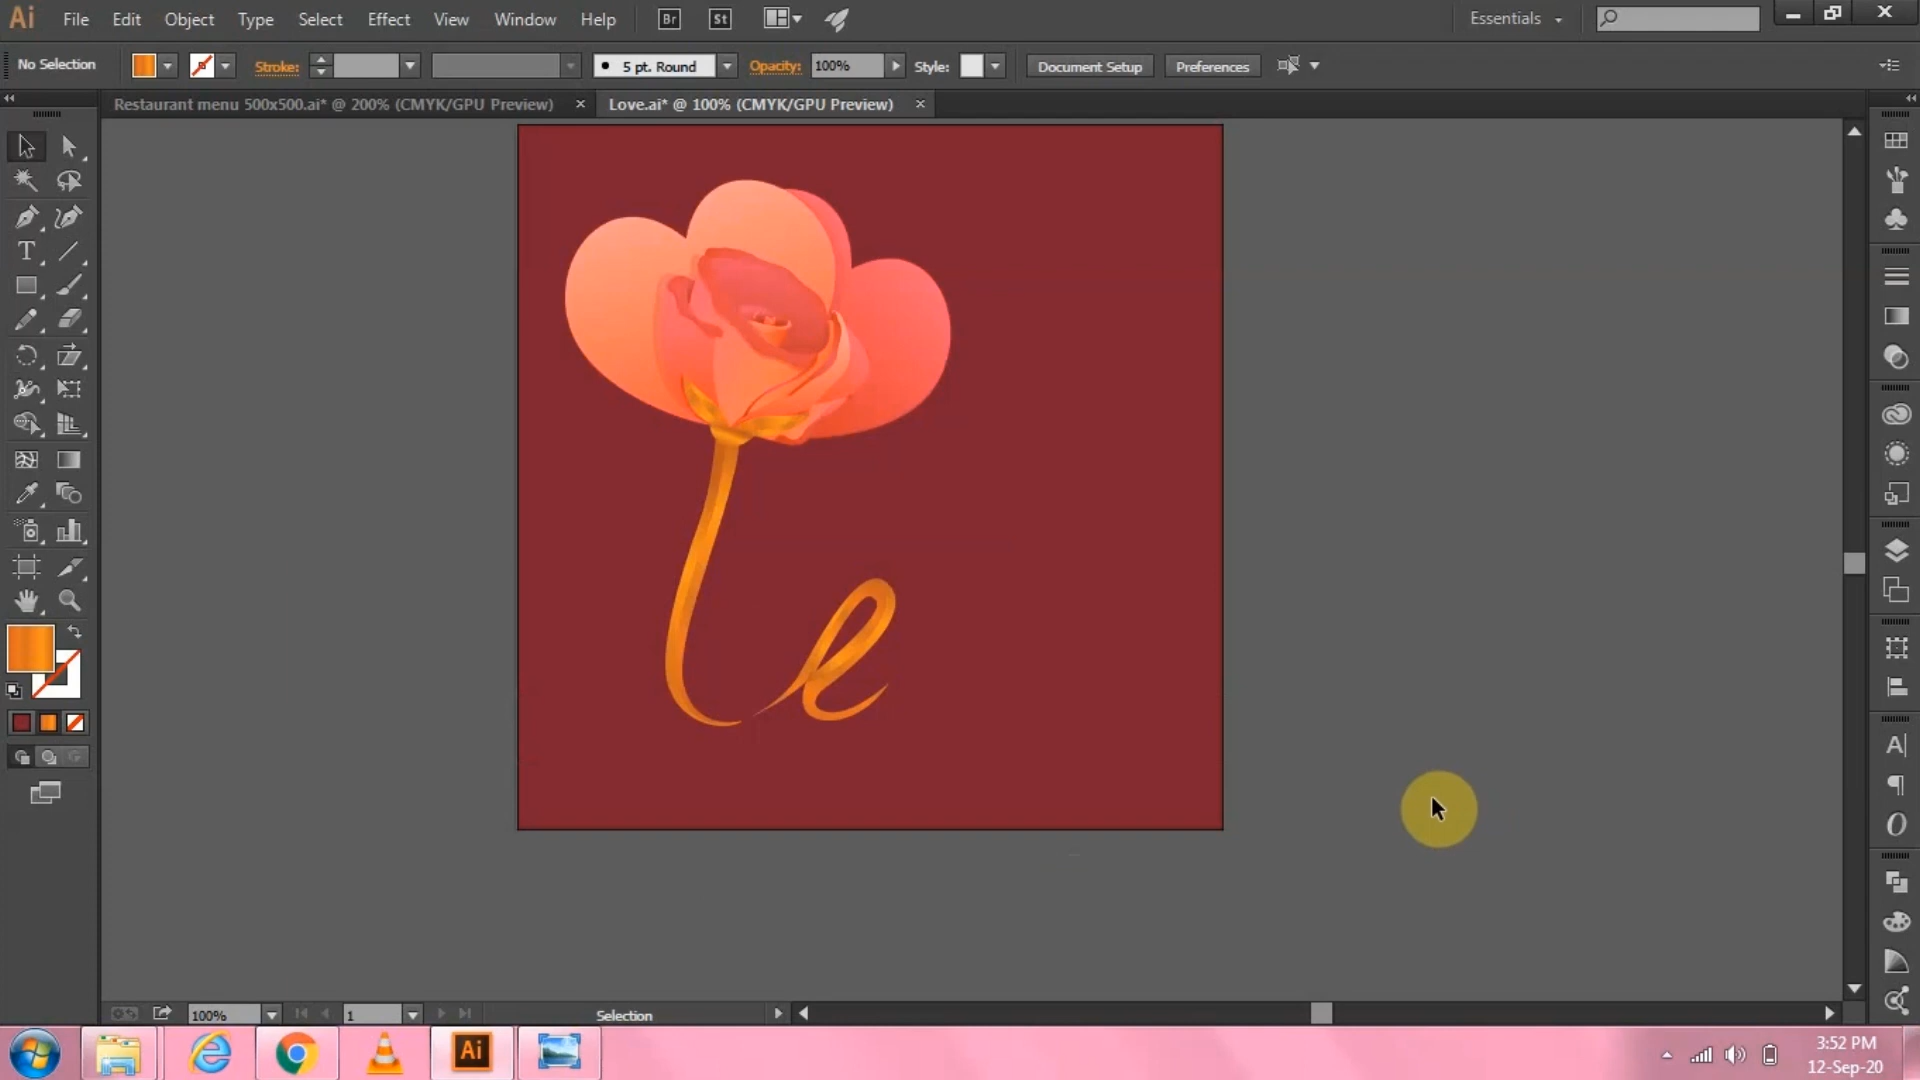 Ai File Edit Object Type Select Effect View Window Help Br St Essentials
No Selection Stroke: 5 pt. Round Opacity: 100% Style: Document Setup Preferences
Restaurant menu 500x500.ai* @ 200% (CMYK/GPU Preview) × Love.ai* @ 100% (CMYK/GPU Preview) ×
le
100% 1 Selection
Ai
3:52 PM
12-Sep-20